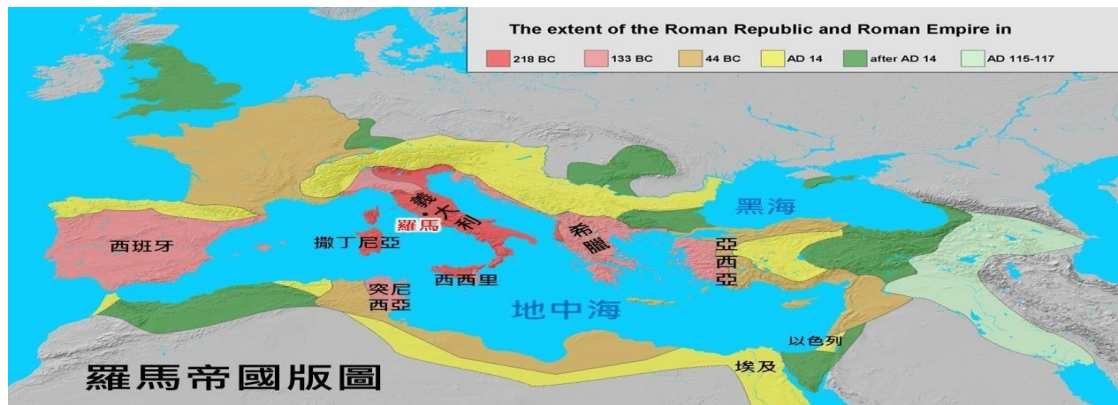 The extent of the Roman Republic and Roman Empire in
218 BC 133 BC 44 BC AD 14 after AD 14 AD 115-117
黑海
義大利
羅馬
西班牙
撒丁尼亞
希臘
亞西亞
西西里
突尼
西亞
地中海
以色列
埃及
羅馬帝國版圖